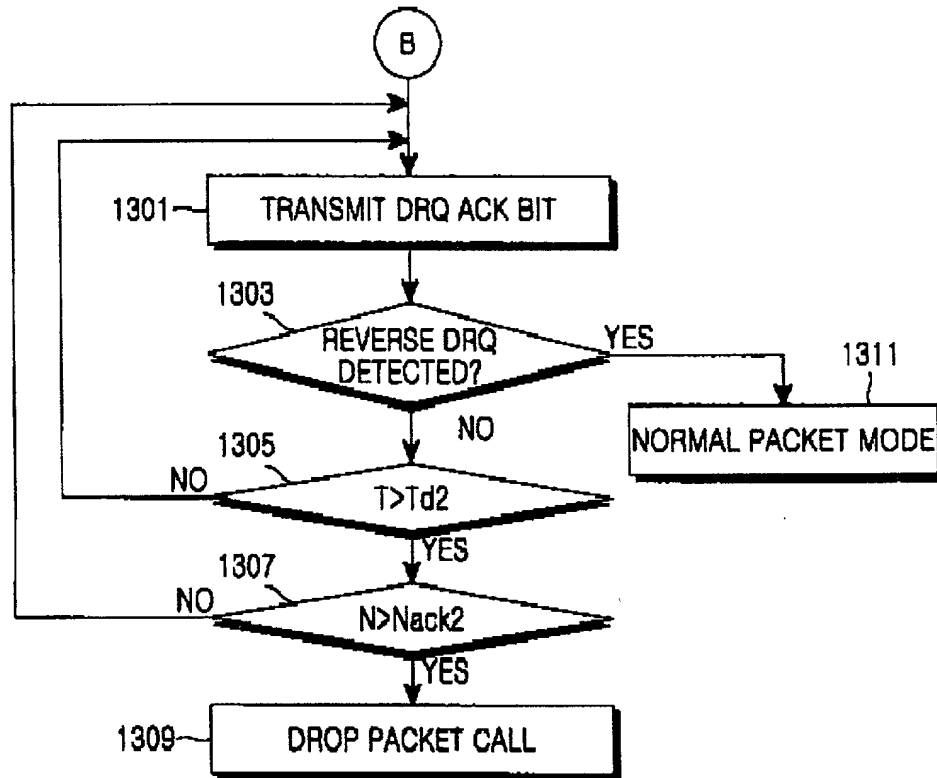 B
1301
TRANSMIT DRQ ACK BIT
1303
REVERSE DRQ
DETECTED?
YES
1311
NORMAL PACKET MODE
NO
1305
NO
T>Td2
YES
1307
NO
N>Nack2
YES
1309
DROP PACKET CALL